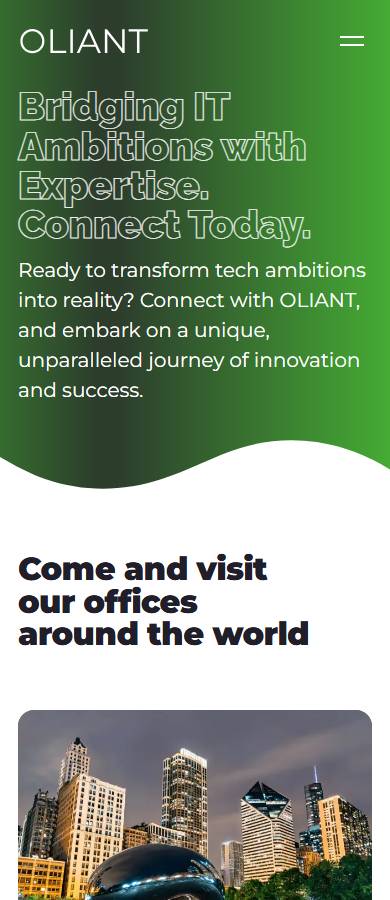 OLIANT
Bridging IT
Ambitions with
Expertise.
Connect Today.
Ready to transform tech ambitions
into reality? Connect with OLIANT,
and embark on a unique,
unparalleled journey of innovation
and success.
Come and visit
our offices
around the world